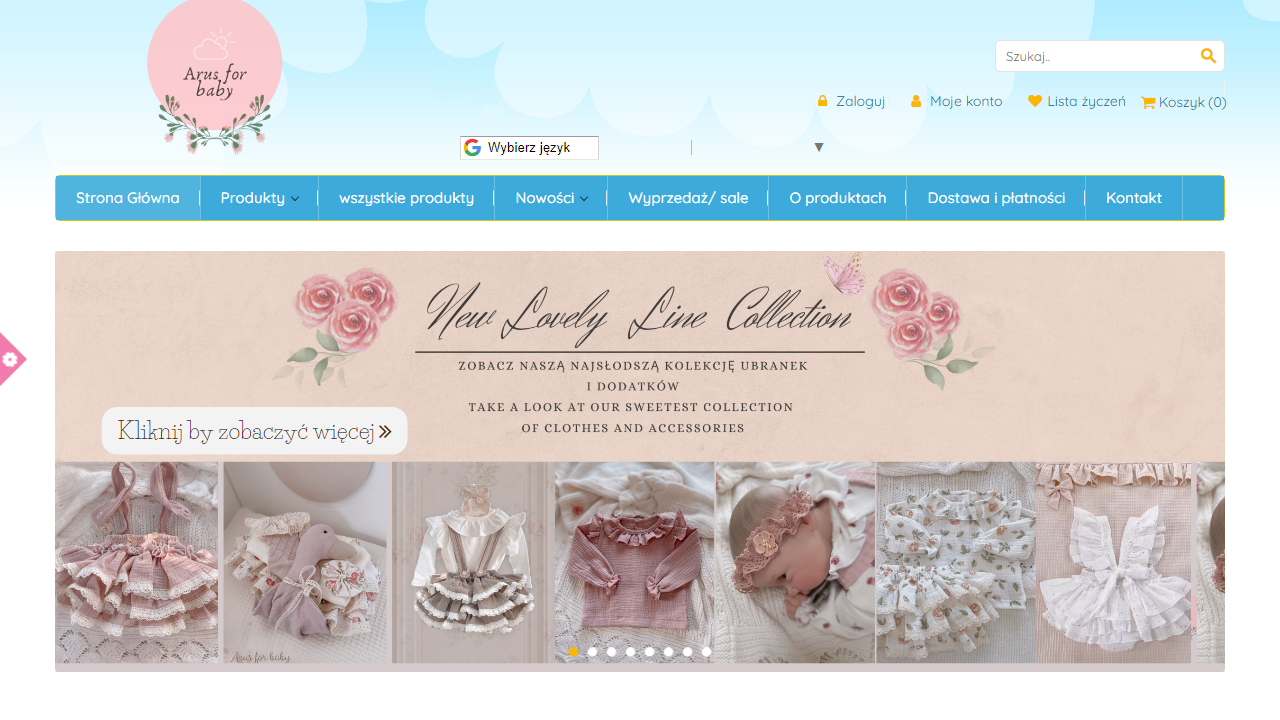 Arus for
baby
Szukaj..
Zaloguj
Moje konto
Lista życzeń
Koszyk (0)
Wybierz język
▼
Strona Główna
Produkty
wszystkie produkty
Nowości
Wyprzedaż/ sale
O produktach
Dostawa i płatności
Kontakt
New Lovely Line Collection
ZOBACZ NASZĄ NAJSŁODSZĄ KOLEKCJĘ UBRANEK
I DODATKÓW
TAKE A LOOK AT OUR SWEETEST COLLECTION
OF CLOTHES AND ACCESSORIES
Kliknij by zobaczyć więcej »
Arus for baby